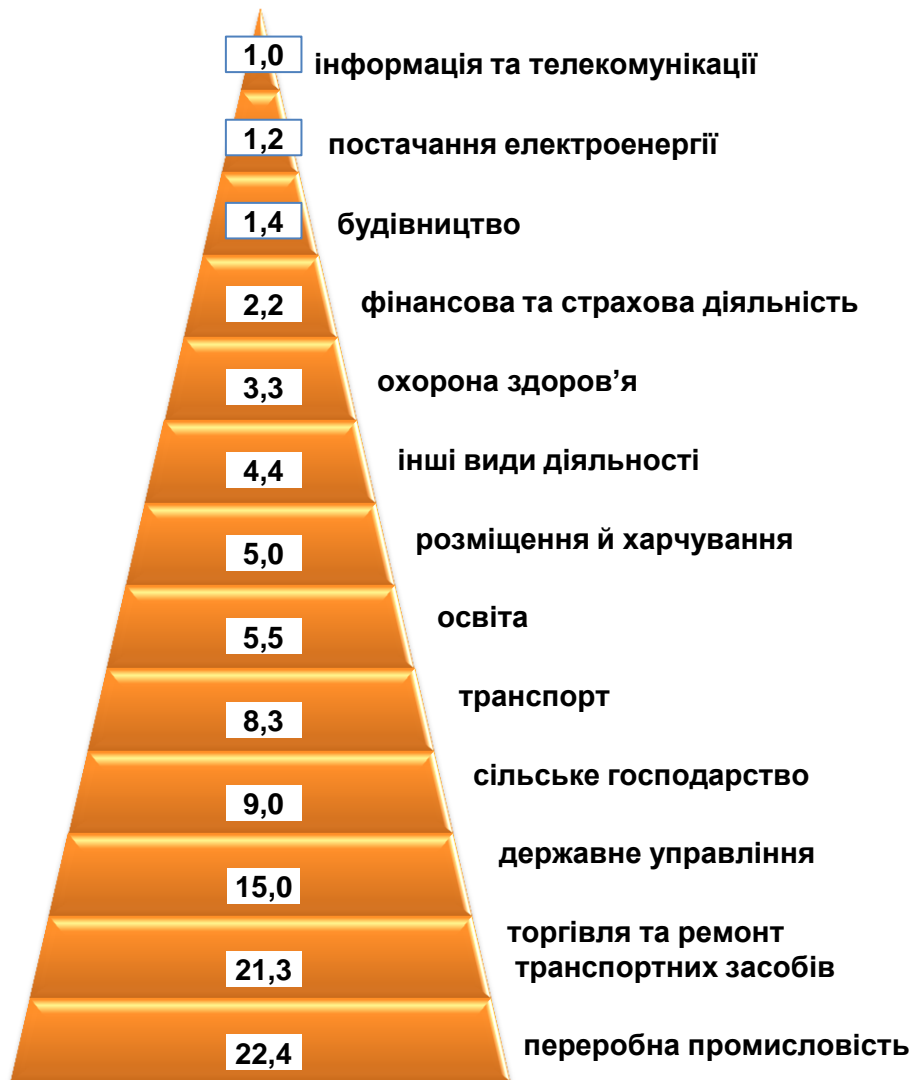 1,0 інформація та телекомунікації
1,2 постачання електроенергії
1,4 будівництво
2,2 фінансова та страхова діяльність
3,3 охорона здоров’я
4,4 інші види діяльності
5,0 розміщення й харчування
5,5 освіта
8,3 транспорт
9,0 сільське господарство
15,0 державне управління
21,3 торгівля та ремонт
транспортних засобів
22,4 переробна промисловість